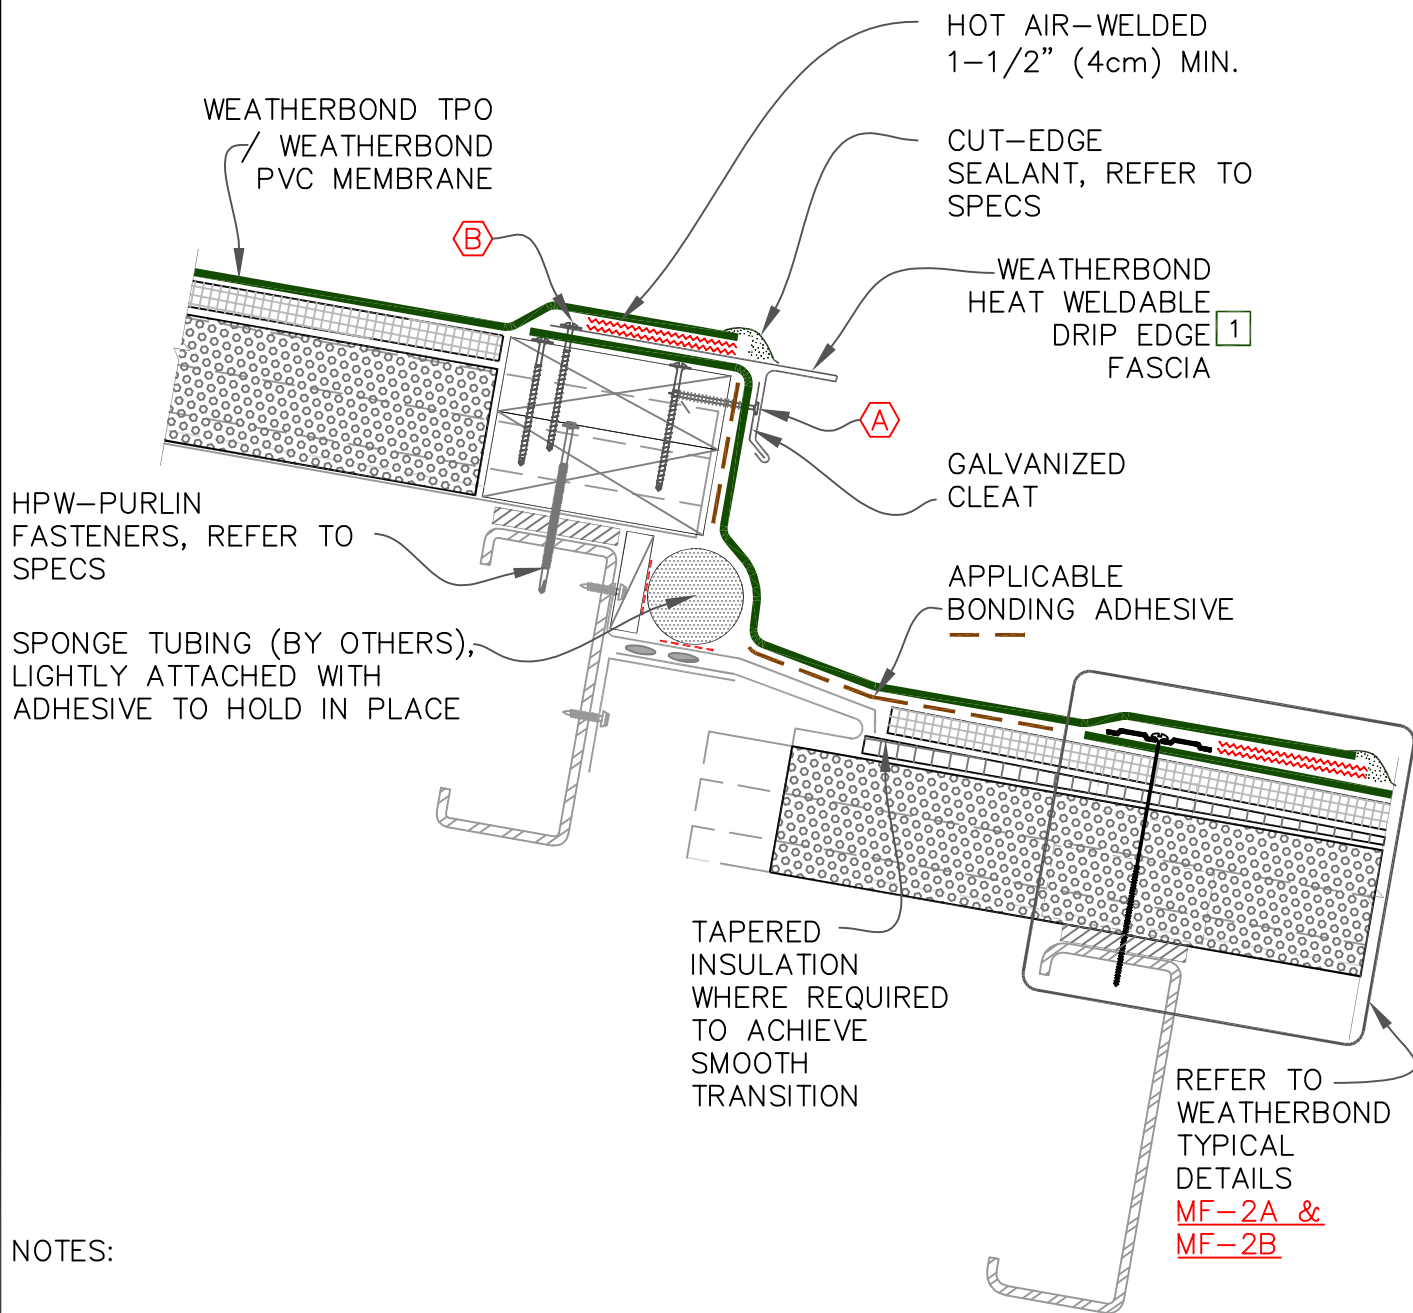 HOT AIR-WELDED
1-1/2" (4cm) MIN.
WEATHERBOND TPO
/ WEATHERBOND
PVC MEMBRANE
CUT-EDGE
SEALANT, REFER TO
SPECS
B
WEATHERBOND
HEAT WELDABLE
DRIP EDGE 1
FASCIA
A
GALVANIZED
CLEAT
HPW-PURLIN
FASTENERS, REFER TO
SPECS
APPLICABLE
BONDING ADHESIVE
SPONGE TUBING (BY OTHERS),
LIGHTLY ATTACHED WITH
ADHESIVE TO HOLD IN PLACE
TAPERED
INSULATION
WHERE REQUIRED
TO ACHIEVE
SMOOTH
TRANSITION
REFER TO
WEATHERBOND
TYPICAL
DETAILS
MF-2A &
MF-2B
NOTES: